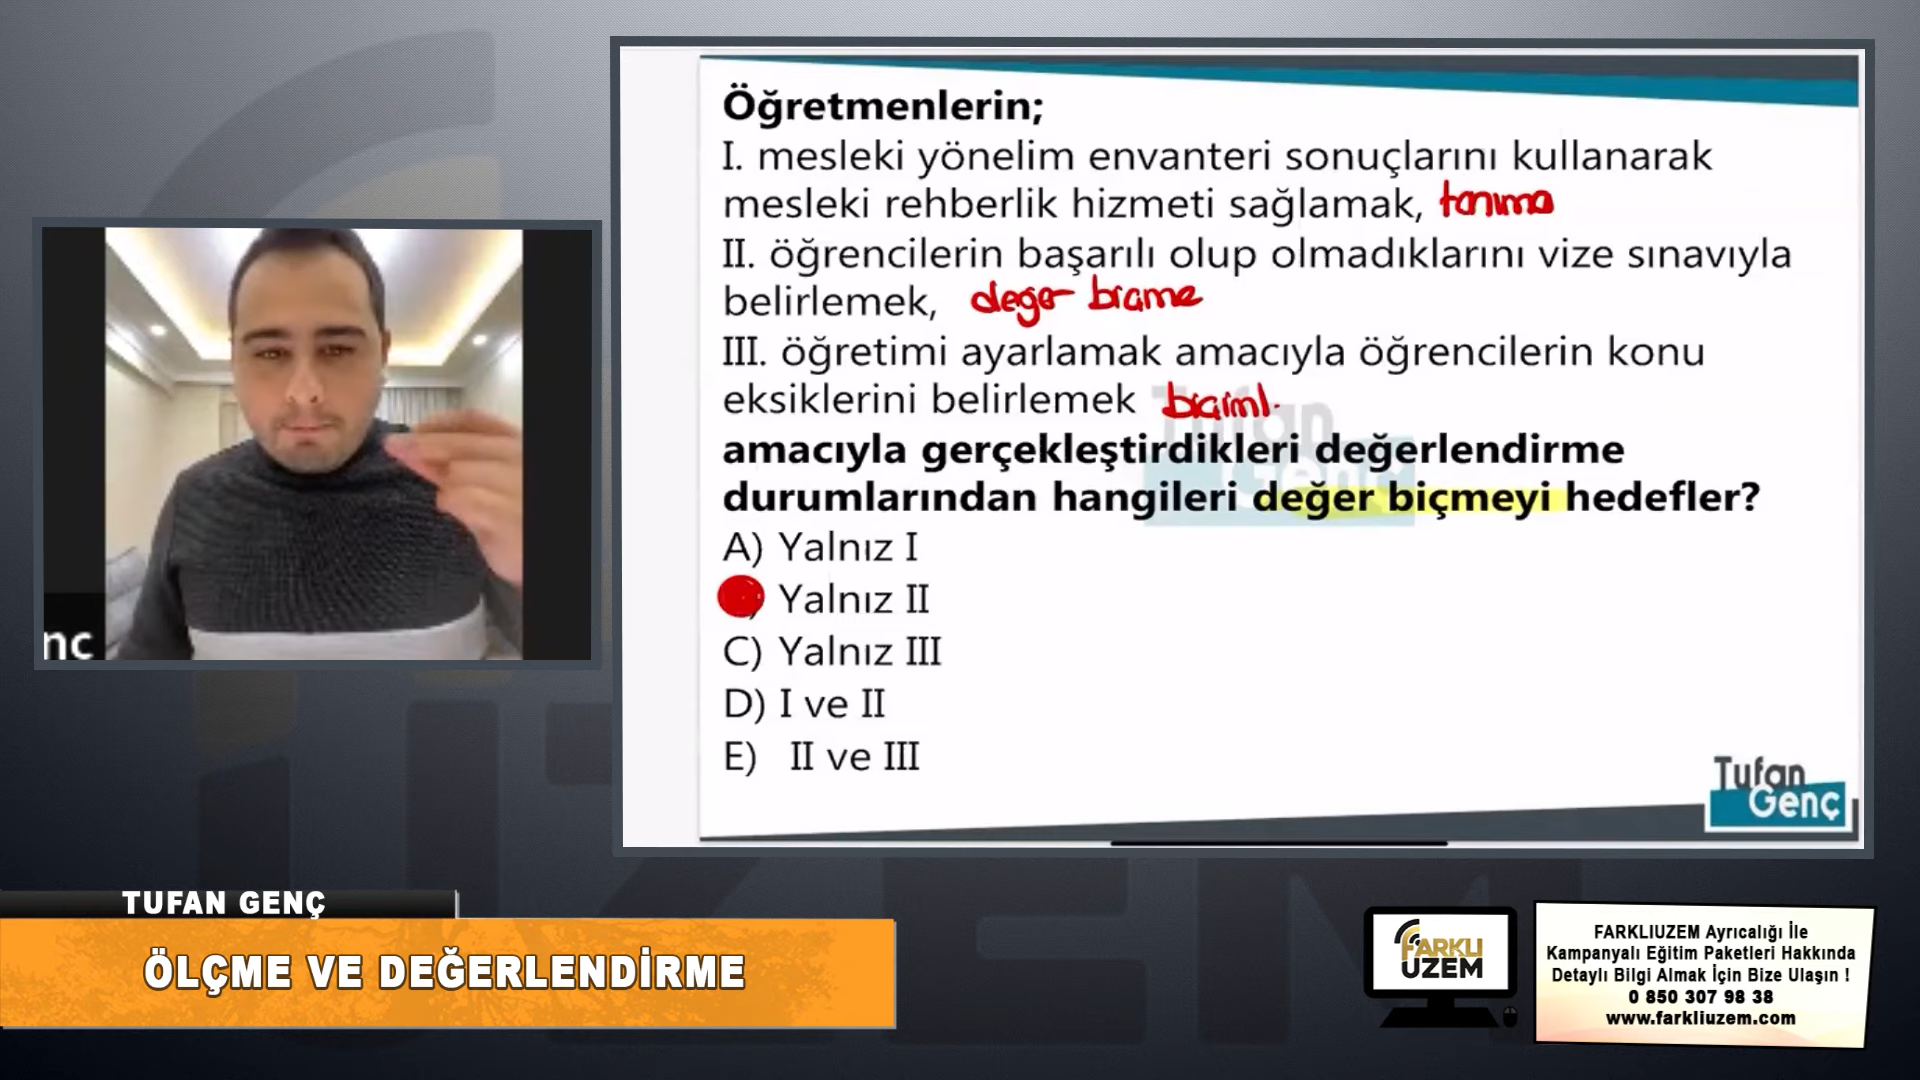 Öğretmenlerin;
I. mesleki yönelim envanteri sonuçlarını kullanarak
mesleki rehberlik hizmeti sağlamak, tanıma
II. öğrencilerin başarılı olup olmadıklarını vize sınavıyla
belirlemek, değer biçme
III. öğretimi ayarlamak amacıyla öğrencilerin konu
eksiklerini belirlemek
amacıyla gerçekleştirdikleri değerlendirme
durumlarından hangileri değer biçmeyi hedefler?
A) Yalnız I
Yalnız II
C) Yalnız III
D) I ve II
E) II ve III
Tufan
Genç
nç
TUFAN GENÇ
ÖLÇME VE DEĞERLENDİRME
FARKLI
UZEM
FARKLIUZEM Ayrıcalığı İle
Kampanyalı Eğitim Paketleri Hakkında
Detaylı Bilgi Almak İçin Bize Ulaşın !
0 850 307 98 38
www.farkliuzem.com